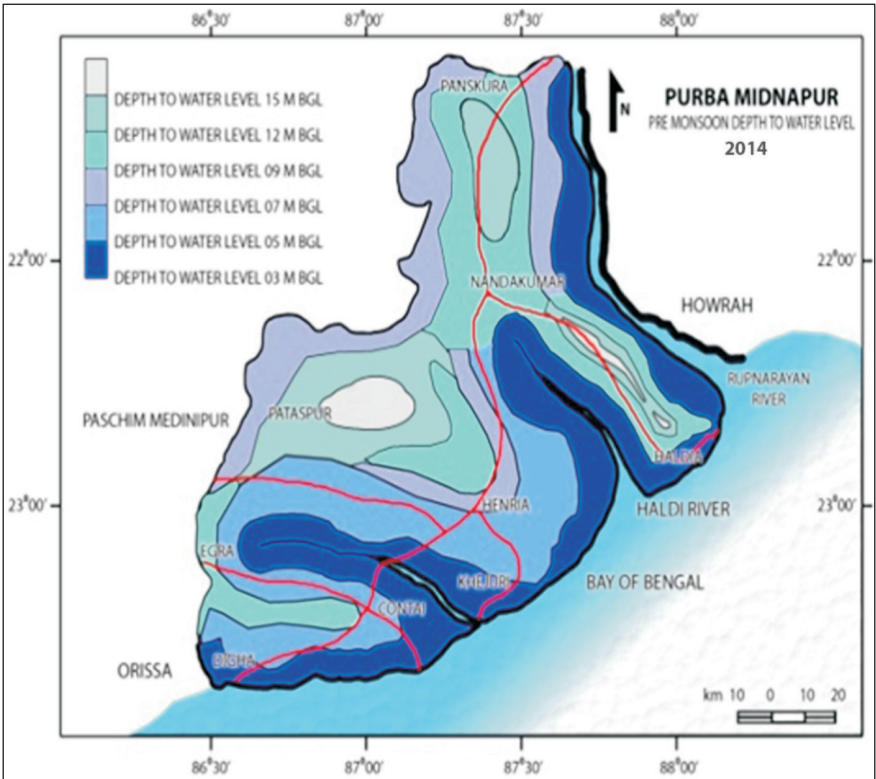 86°30'
87°00'
87°30'
88°00'
DEPTH TO WATER LEVEL 15 M BGL
DEPTH TO WATER LEVEL 12 M BGL
DEPTH TO WATER LEVEL 09 M BGL
DEPTH TO WATER LEVEL 07 M BGL
DEPTH TO WATER LEVEL 05 M BGL
DEPTH TO WATER LEVEL 03 M BGL
PANSKURA
N
PURBA MIDNAPUR
PRE MONSOON DEPTH TO WATER LEVEL
2014
22°00'
22°00'
NANDAKUMAR
HOWRAH
RUPNARAYAN
RIVER
PATASPUR
PASCHIM MEDINIPUR
HALDIA
23°00'
23°00'
HENRIA
HALDI RIVER
EGRA
KHEJDRI
BAY OF BENGAL
CONTAI
DIGHA
ORISSA
km 10 0 10 20
86°30'
87°00'
87°30'
88°00'